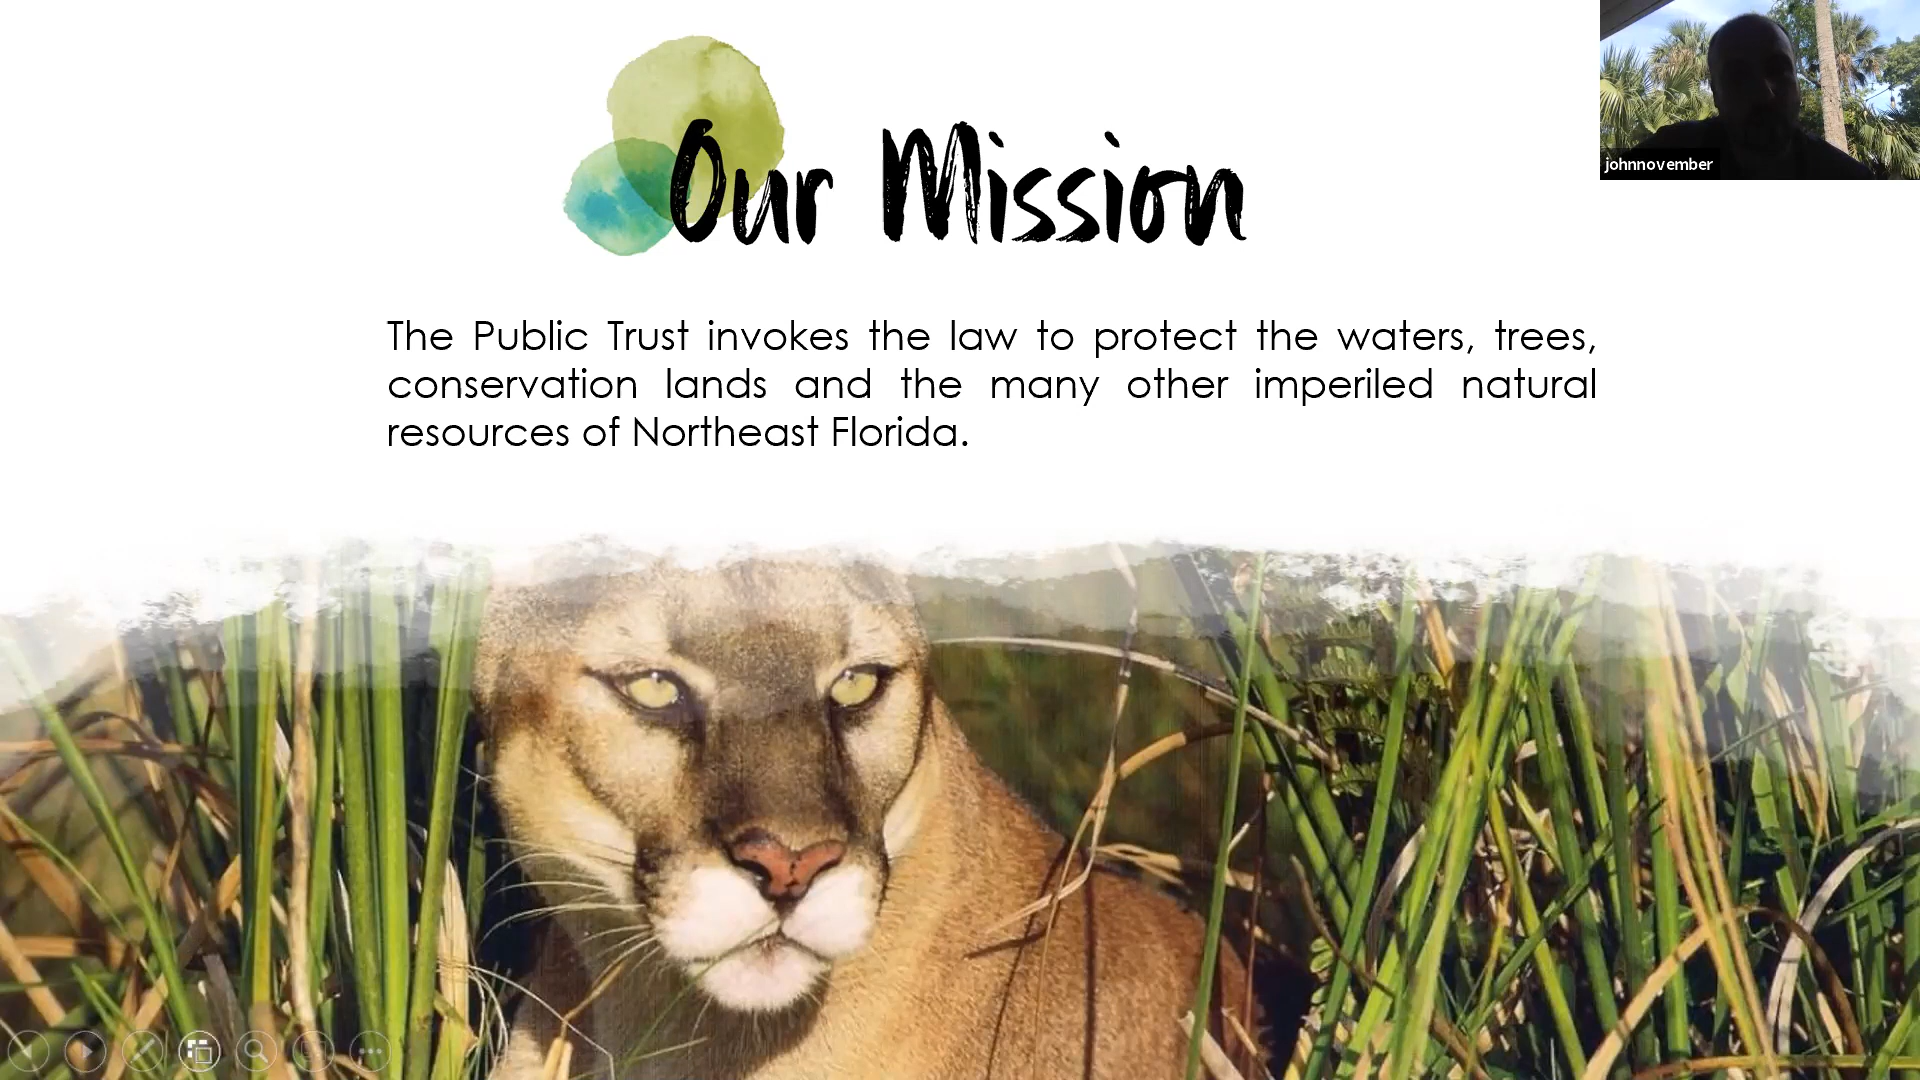 Our Mission
johnnovember
The Public Trust invokes the law to protect the waters, trees,
conservation lands and the many other imperiled natural
resources of Northeast Florida.